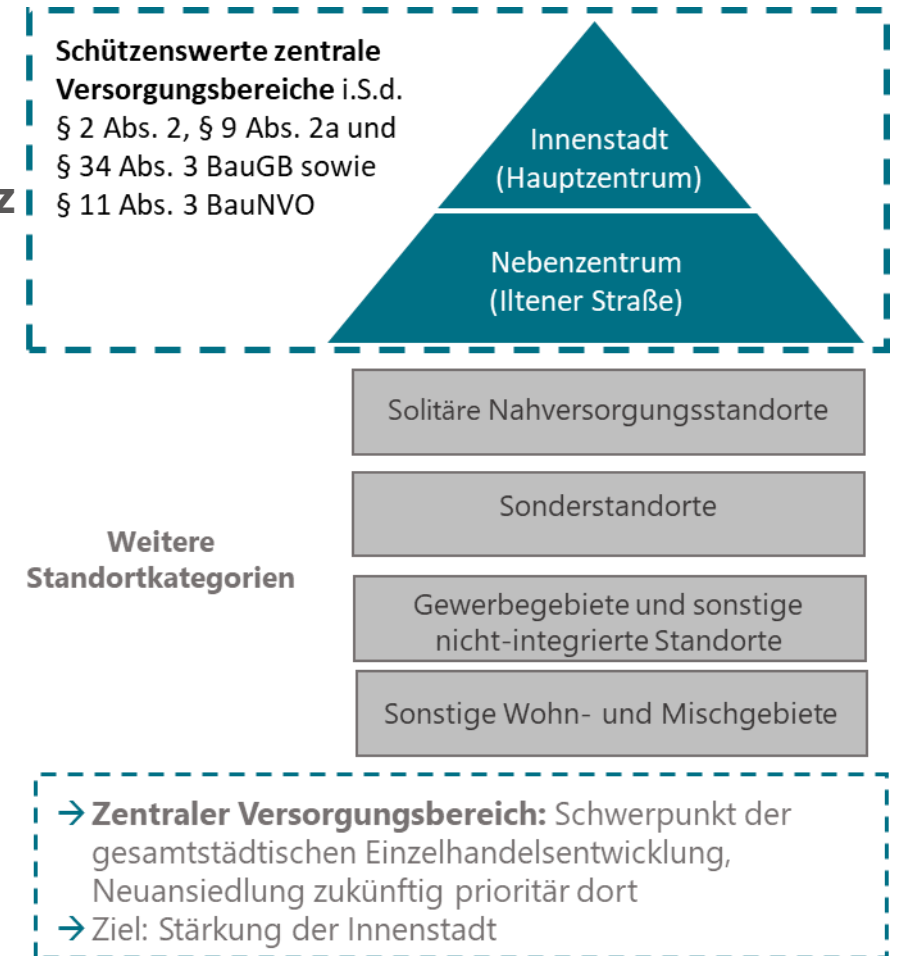 Schützenswerte zentrale
Versorgungsbereiche i.S.d.
§ 2 Abs. 2, § 9 Abs. 2a und
§ 34 Abs. 3 BauGB sowie
§ 11 Abs. 3 BauNVO
z
Innenstadt
(Hauptzentrum)
Nebenzentrum
(Iltener Straße)
Solitäre Nahversorgungsstandorte
Sonderstandorte
Weitere
Standortkategorien
Gewerbegebiete und sonstige
nicht-integrierte Standorte
Sonstige Wohn- und Mischgebiete
→ Zentraler Versorgungsbereich: Schwerpunkt der
gesamtstädtischen Einzelhandelsentwicklung,
Neuansiedlung zukünftig prioritär dort
→ Ziel: Stärkung der Innenstadt